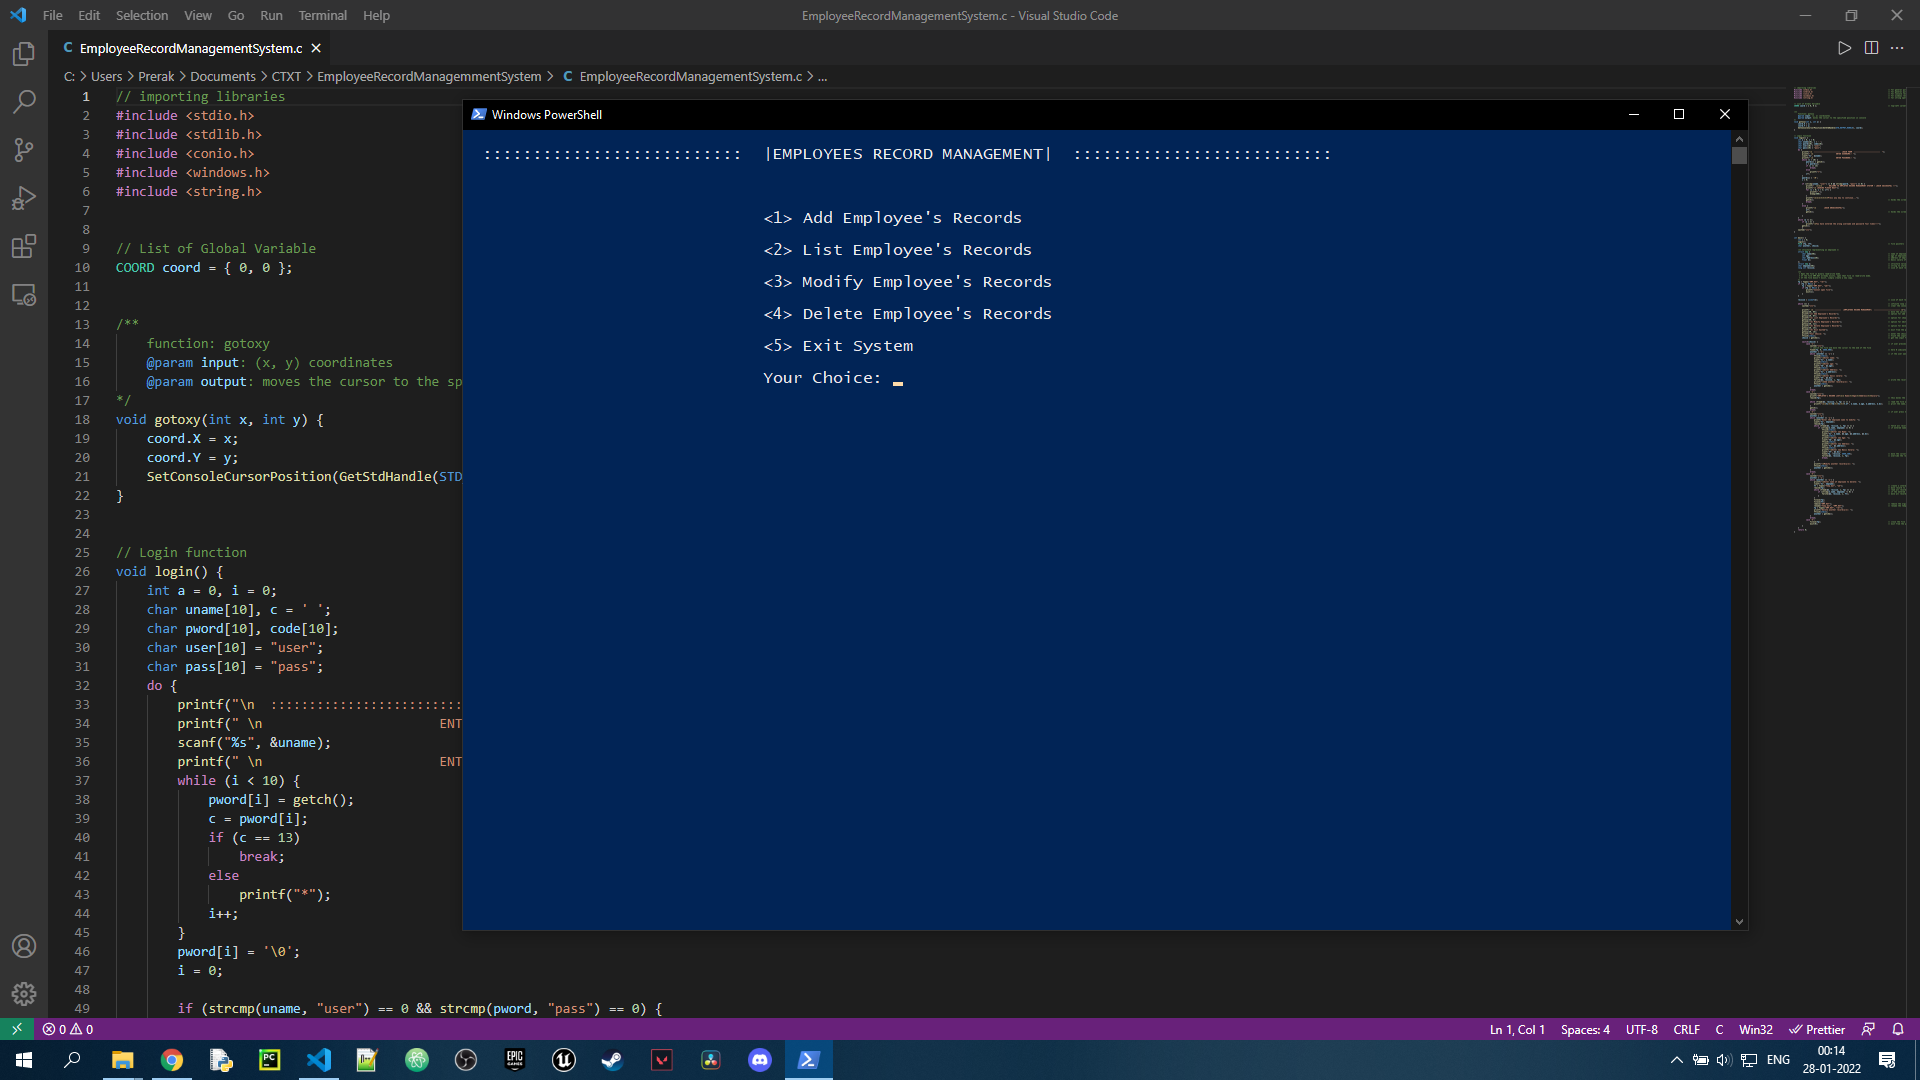 File Edit Selection View Go Run Terminal Help
EmployeeRecordManagementSystem.c - Visual Studio Code
C EmployeeRecordManagementSystem.c
C: > Users > Prerak > Documents > CTXT > EmployeeRecordManagemmentSystem > C EmployeeRecordManagementSystem.c > ...
1 // importing libraries
2 #include <stdio.h>
3 #include <stdlib.h>
4 #include <conio.h>
5 #include <windows.h>
6 #include <string.h>
7
8
9 // List of Global Variable
10 COORD coord = { 0, 0 };
11
12
13 /**
14 function: gotoxy
15 @param input: (x, y) coordinates
16 @param output: moves the cursor to the sp
17 */
18 void gotoxy(int x, int y) {
19 coord.X = x;
20 coord.Y = y;
21 SetConsoleCursorPosition(GetStdHandle(STD
22 }
23
24
25 // Login function
26 void login() {
27 int a = 0, i = 0;
28 char uname[10], c = ' ';
29 char pword[10], code[10];
30 char user[10] = "user";
31 char pass[10] = "pass";
32 do {
33 printf("\n :::::::::::::::::::::::::
34 printf(" \n ENT
35 scanf("%s", &uname);
36 printf(" \n ENT
37 while (i < 10) {
38 pword[i] = getch();
39 c = pword[i];
40 if (c == 13)
41 break;
42 else
43 printf("*");
44 i++;
45 }
46 pword[i] = '\0';
47 i = 0;
48
49 if (strcmp(uname, "user") == 0 && strcmp(pword, "pass") == 0) {
Windows PowerShell
:::::::::::::::::::::::::: |EMPLOYEES RECORD MANAGEMENT| ::::::::::::::::::::::::::
<1> Add Employee's Records
<2> List Employee's Records
<3> Modify Employee's Records
<4> Delete Employee's Records
<5> Exit System
Your Choice: _
0 0
Ln 1, Col 1 Spaces: 4 UTF-8 CRLF C Win32 Prettier
PC
EPIC GAMES
ENG
00:14
28-01-2022